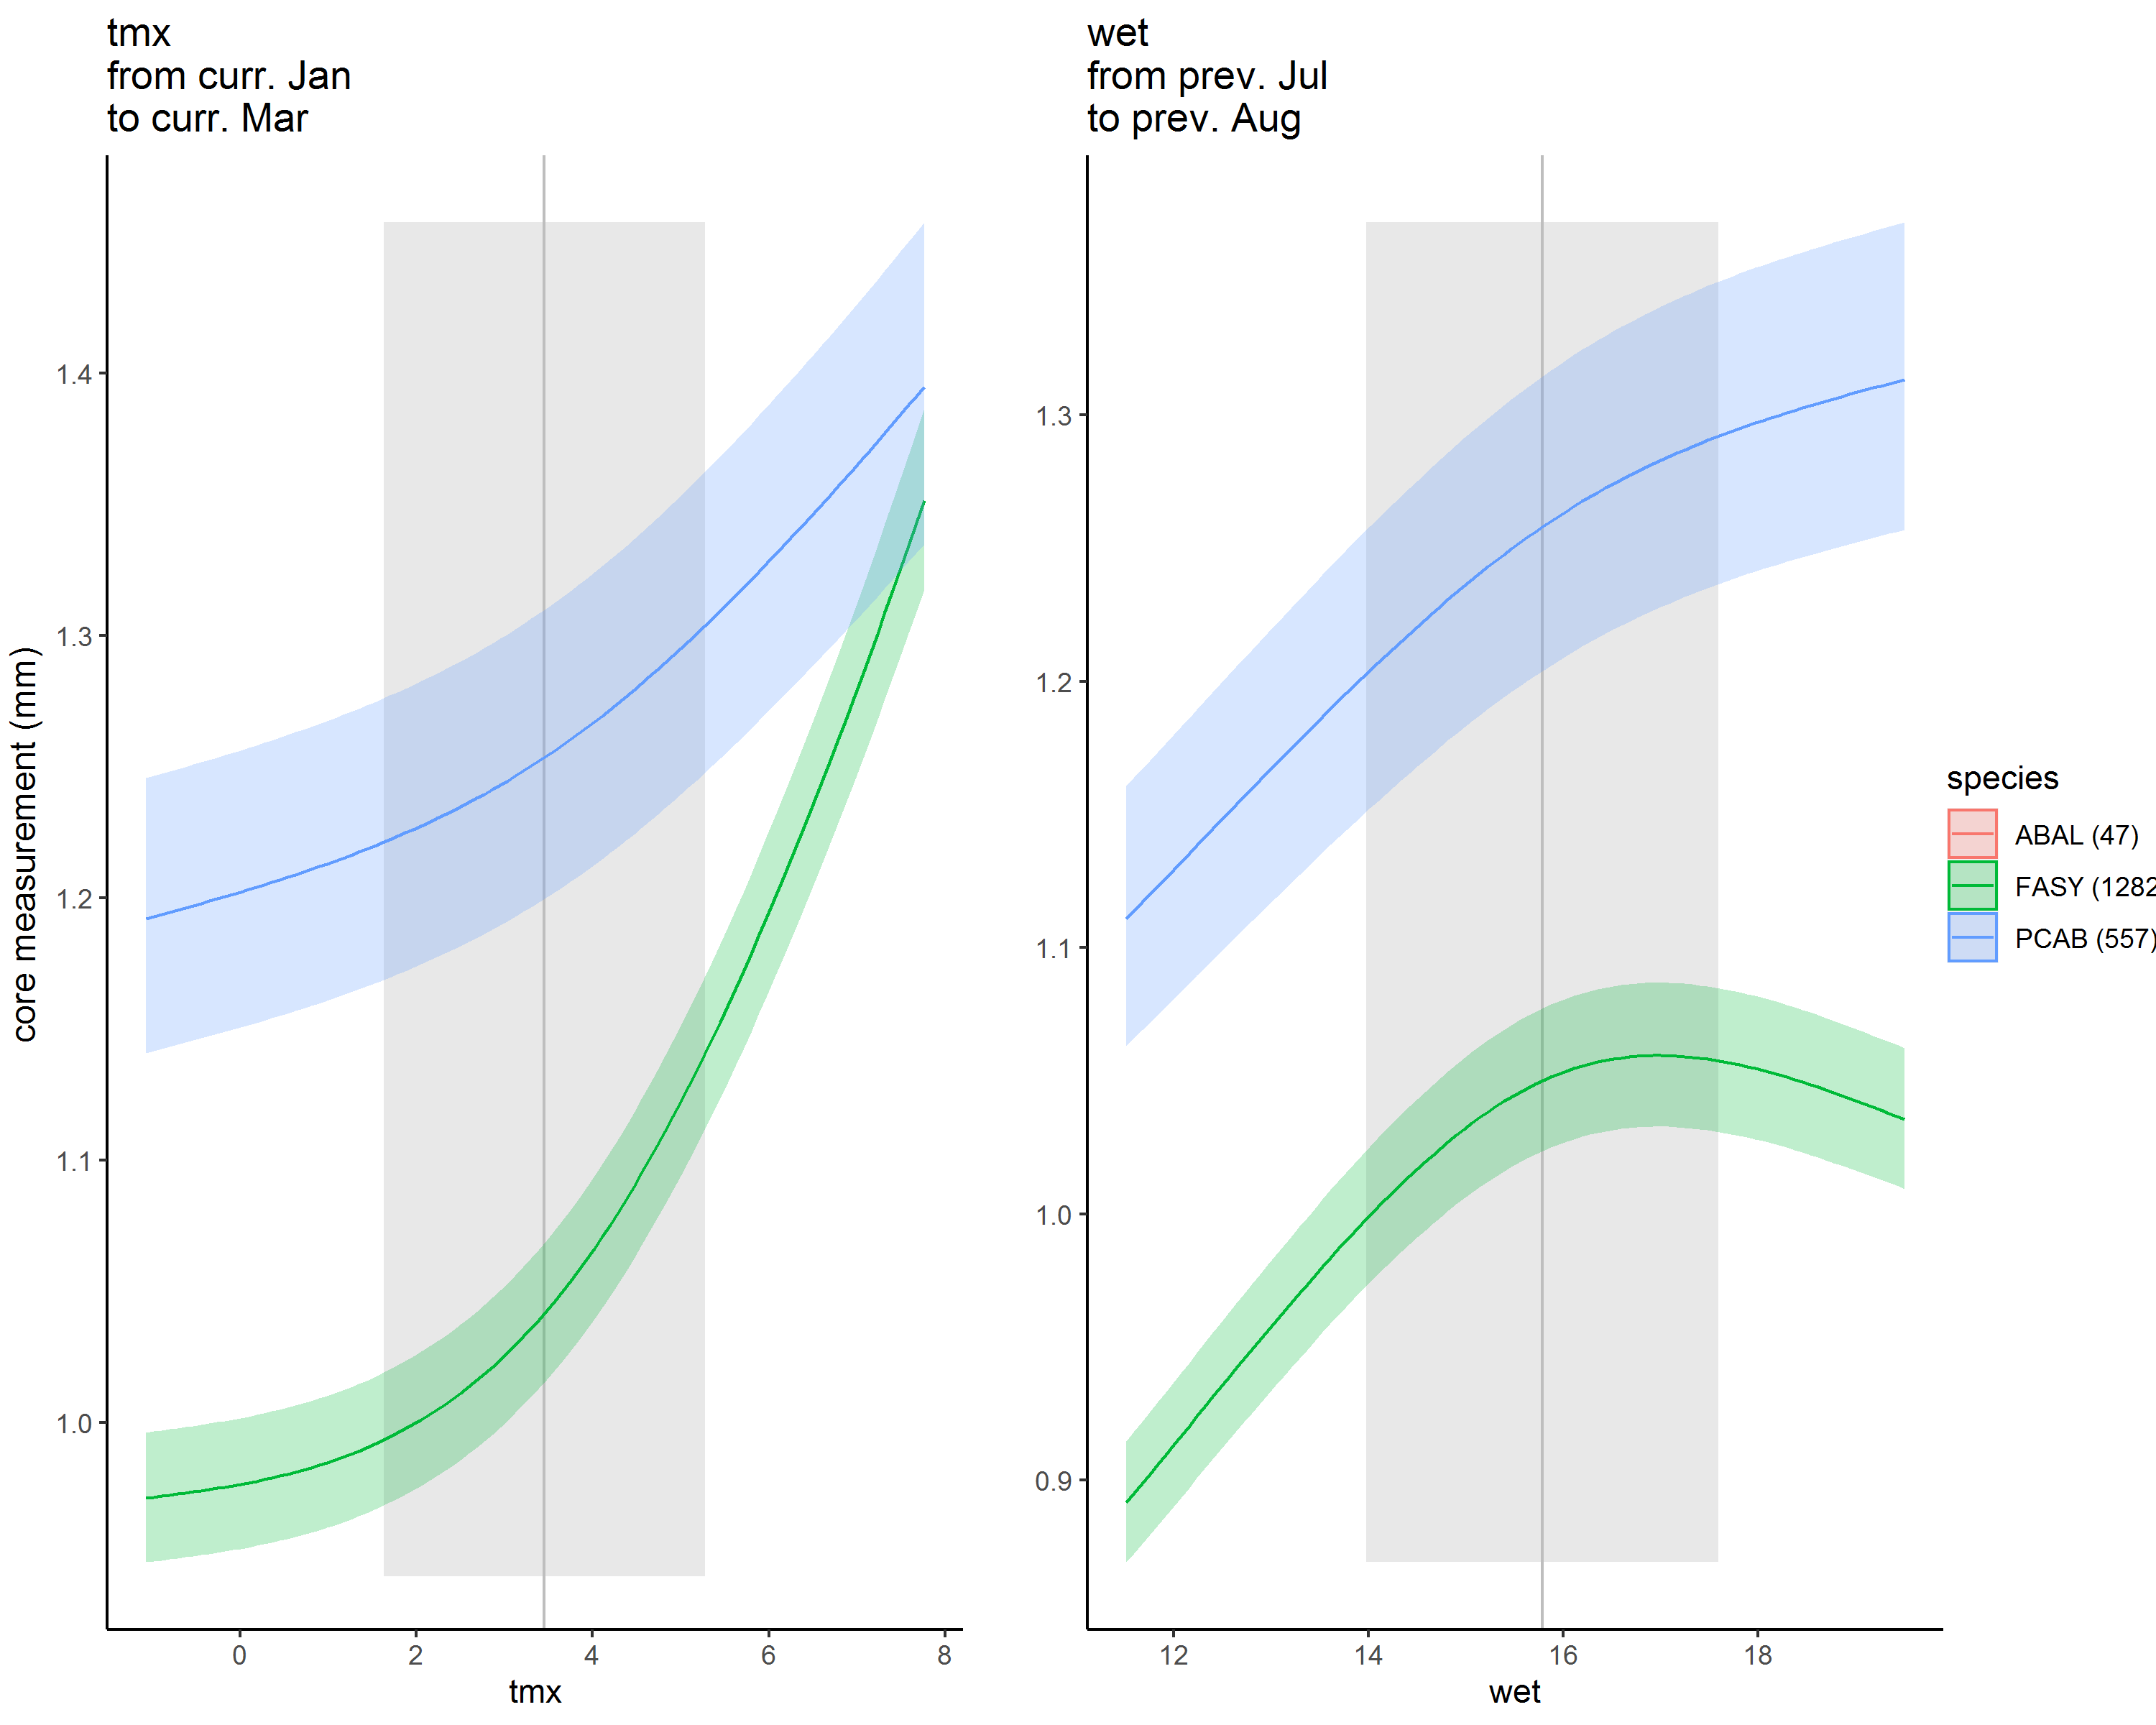 tmx
from curr. Jan
to curr. Mar
wet
from prev. Jul
to prev. Aug
core measurement (mm)
1.4
1.3
1.2
1.1
1.0
0 2 4 6 8
tmx
1.3
1.2
1.1
1.0
0.9
12 14 16 18
wet
species
ABAL (47)
FASY (1282
PCAB (557)